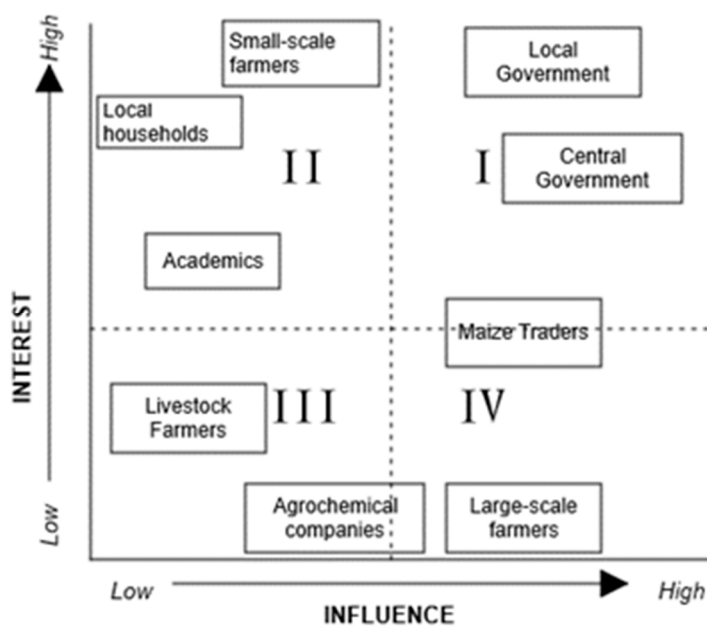 High
Small-scale
farmers
Local
Government
Local
households
II
I
Central
Government
Academics
INTEREST
Maize Traders
Livestock
Farmers
III
IV
Agrochemical
companies
Large-scale
farmers
Low
Low
High
INFLUENCE